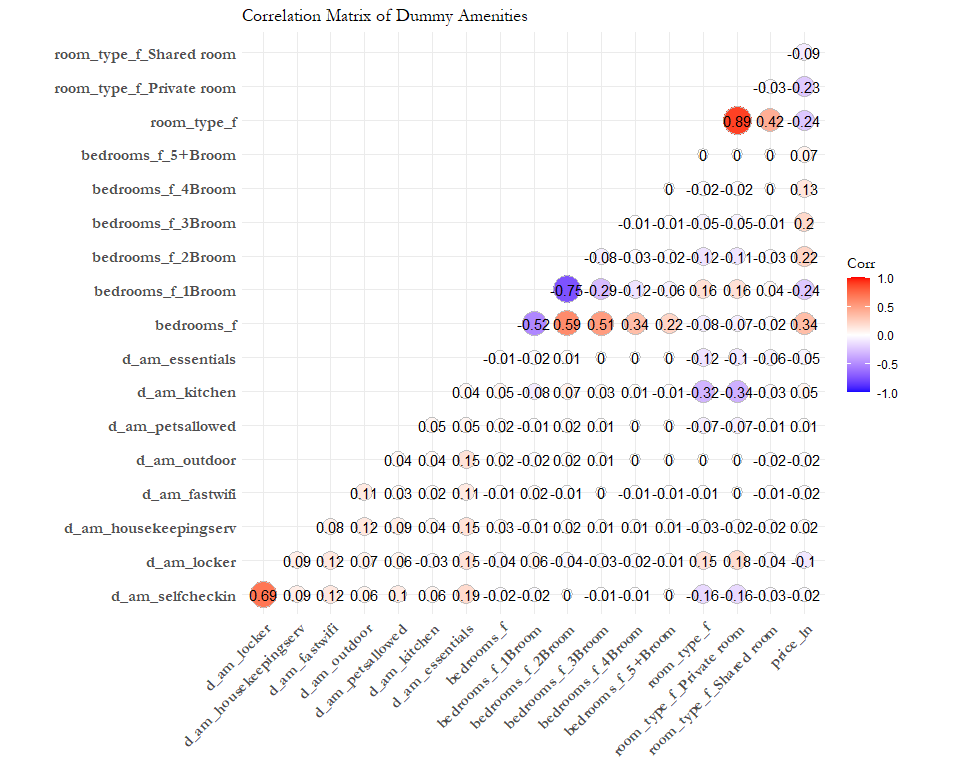 Correlation Matrix of Dummy Amenities
room_type_f_Shared room -0.09
room_type_f_Private room -0.03 -0.23
room_type_f 0.89 0.42 -0.24
bedrooms_f_5+Broom 0 0 0 0.07
bedrooms_f_4Broom 0 -0.02 -0.02 0 0.13
bedrooms_f_3Broom -0.01 -0.01 -0.05 -0.05 -0.01 0.2
bedrooms_f_2Broom -0.08 -0.03 -0.02 -0.12 -0.11 -0.03 0.22
bedrooms_f_1Broom -0.75 -0.29 -0.12 -0.06 0.16 0.16 0.04 -0.24
bedrooms_f -0.52 0.59 0.51 0.34 0.22 -0.08 -0.07 -0.02 0.34
d_am_essentials -0.01 -0.02 0.01 0 0 0 -0.12 -0.1 -0.06 -0.05
d_am_kitchen 0.04 0.05 -0.08 0.07 0.03 0.01 -0.01 -0.32 -0.34 -0.03 0.05
d_am_petsallowed 0.05 0.05 0.02 -0.01 0.02 0.01 0 0 -0.07 -0.07 -0.01 0.01
d_am_outdoor 0.04 0.04 0.15 0.02 -0.02 0.02 0.01 0 0 0 0 -0.02 -0.02
d_am_fastwifi 0.11 0.03 0.02 0.11 -0.01 0.02 -0.01 0 -0.01 -0.01 -0.01 0 -0.01 -0.02
d_am_housekeepingserv 0.08 0.12 0.09 0.04 0.15 0.03 -0.01 0.02 0.01 0.01 0.01 -0.03 -0.02 -0.02 0.02
d_am_locker 0.09 0.12 0.07 0.06 -0.03 0.15 -0.04 0.06 -0.04 -0.03 -0.02 -0.01 0.15 0.18 -0.04 -0.1
d_am_selfcheckin 0.69 0.09 0.12 0.06 0.1 0.06 0.19 -0.02 -0.02 0 -0.01 -0.01 0 -0.16 -0.16 -0.03 -0.02
d_am_locker
d_am_housekeepingserv
d_am_fastwifi
d_am_outdoor
d_am_petsallowed
d_am_kitchen
d_am_essentials
bedrooms_f
bedrooms_f_1Broom
bedrooms_f_2Broom
bedrooms_f_3Broom
bedrooms_f_4Broom
bedrooms_f_5+Broom
room_type_f
room_type_f_Private room
room_type_f_Shared room
price_ln
Corr
1.0
0.5
0.0
-0.5
-1.0